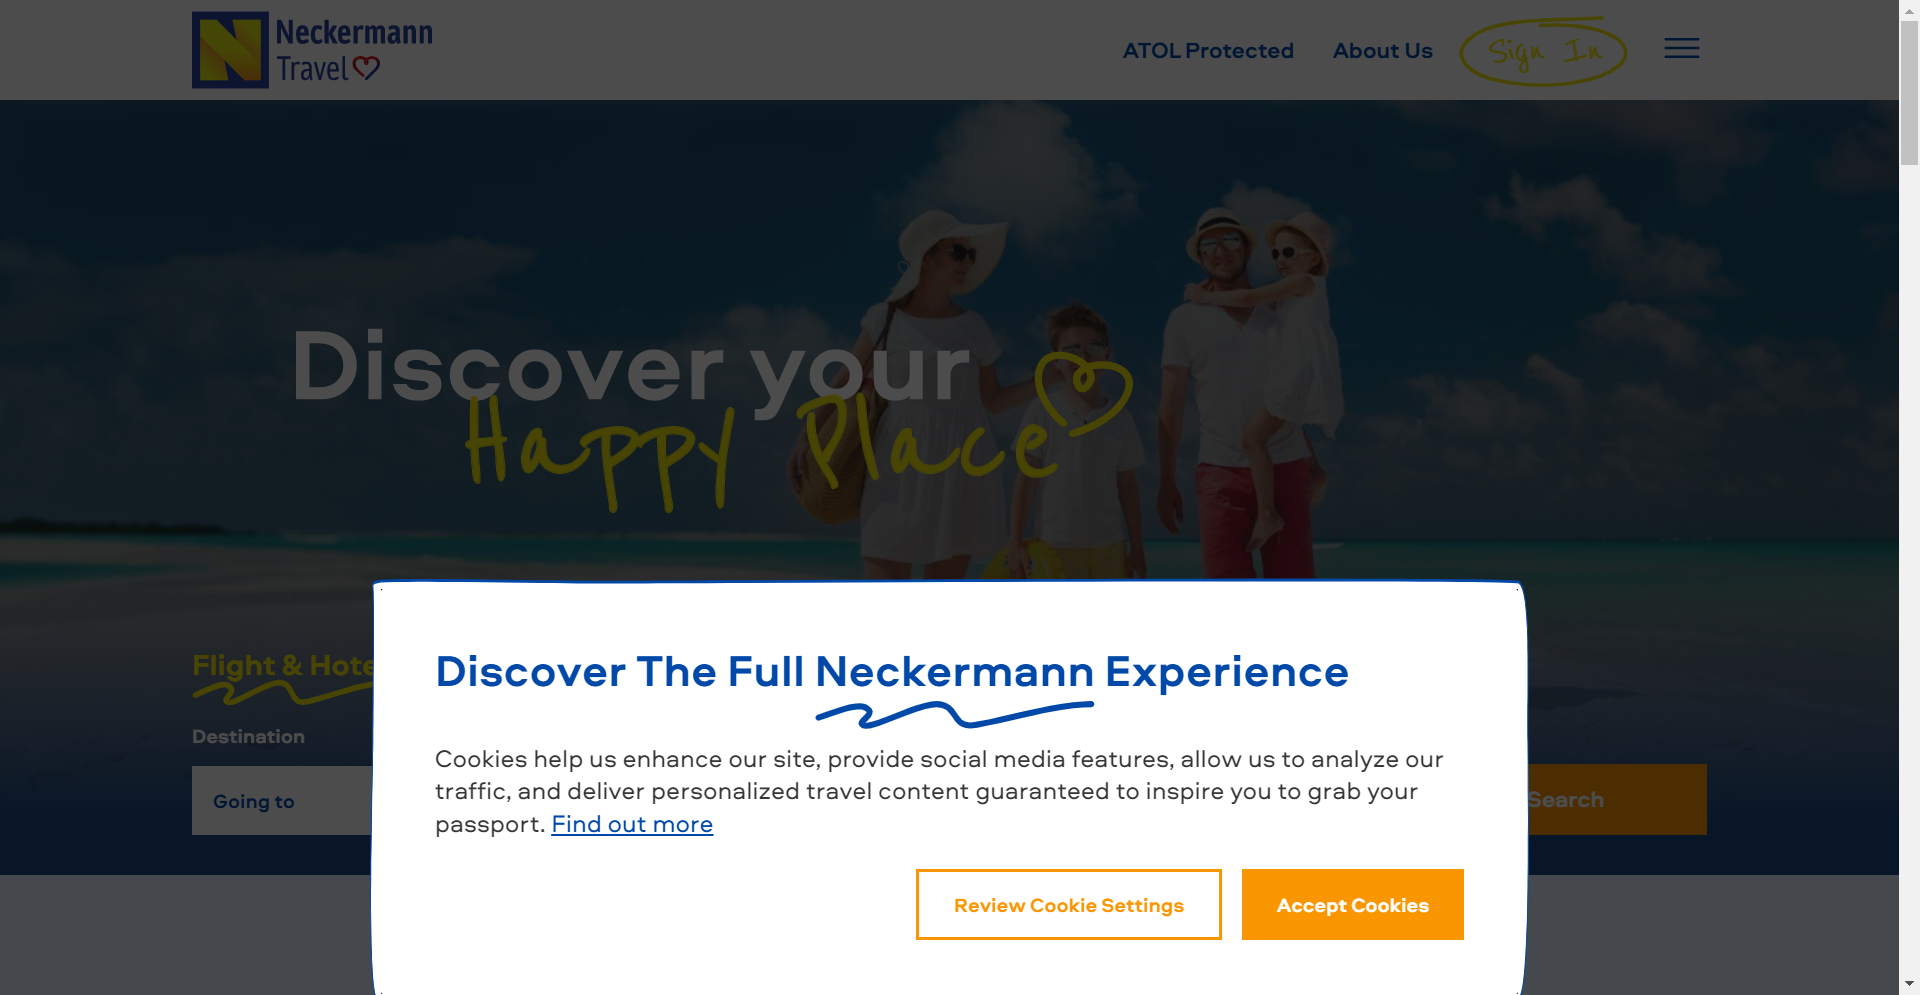 Neckermann
Travel
ATOL Protected
About Us
Sign In
Discover your
Happy Place
Flight & Hote
Destination
Going to
Search
Discover The Full Neckermann Experience
Cookies help us enhance our site, provide social media features, allow us to analyze our
traffic, and deliver personalized travel content guaranteed to inspire you to grab your
passport. Find out more
Review Cookie Settings
Accept Cookies